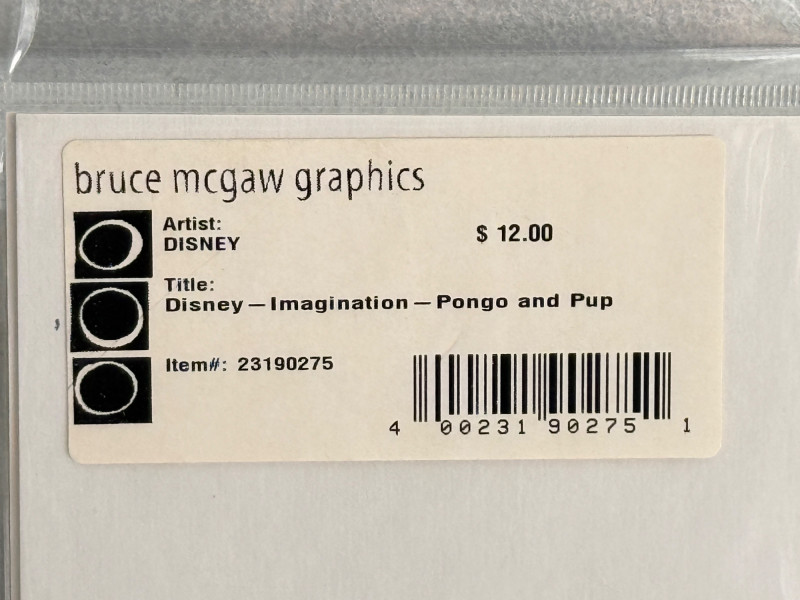 bruce mcgaw graphics
Artist:
DISNEY
$ 12.00
Title:
Disney—Imagination—Pongo and Pup
Item#: 23190275
4 00231 90275 1